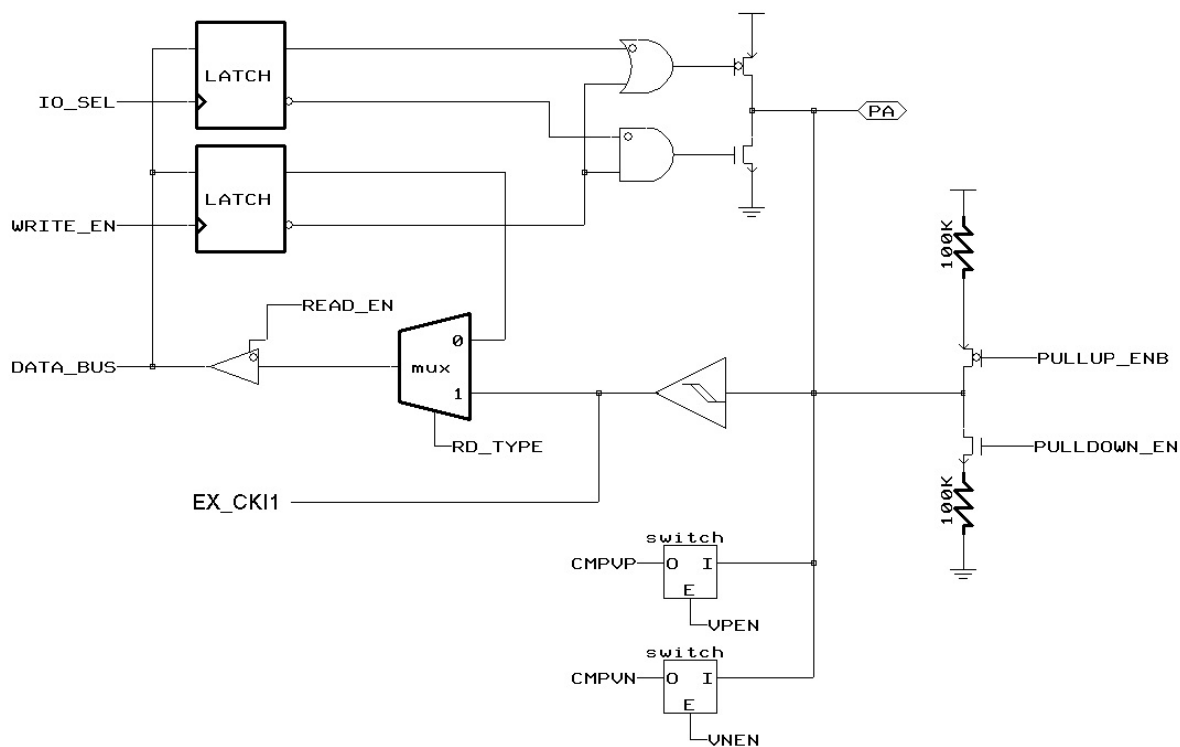 LATCH
IO_SEL
PA
LATCH
WRITE_EN
100K
READ_EN
0
DATA_BUS
mux
PULLUP_ENB
1
RD_TYPE
PULLDOWN_EN
EX_CKI1
100K
switch
CMPVP
O I
E
VPEN
switch
CMPVN
O I
E
VNEN